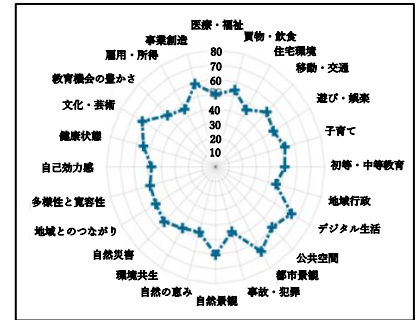 医療・福祉
買物・飲食
住宅環境
移動・交通
遊び・娯楽
子育て
初等・中等教育
地域行政
デジタル生活
公共空間
都市景観
事故・犯罪
自然景観
自然の恵み
環境共生
自然災害
地域とのつながり
多様性と寛容性
自己効力感
健康状態
文化・芸術
教育機会の豊かさ
雇用・所得
事業創造
80
70
60
50
40
30
20
10